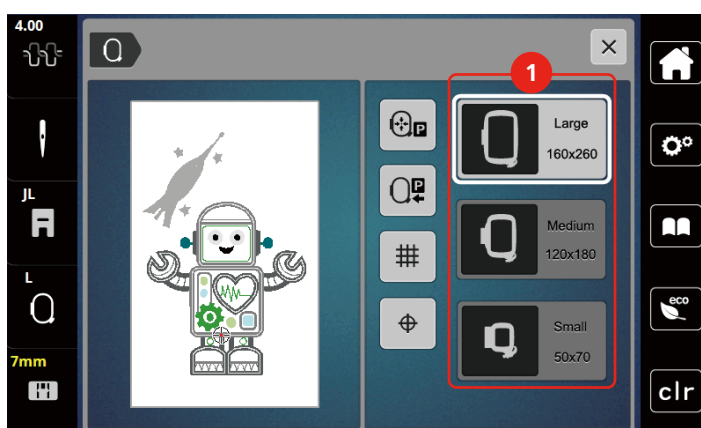 4.00
1
Large
160x260
P
JL
P
Medium
120x180
L
eco
Small
50x70
7mm
clr